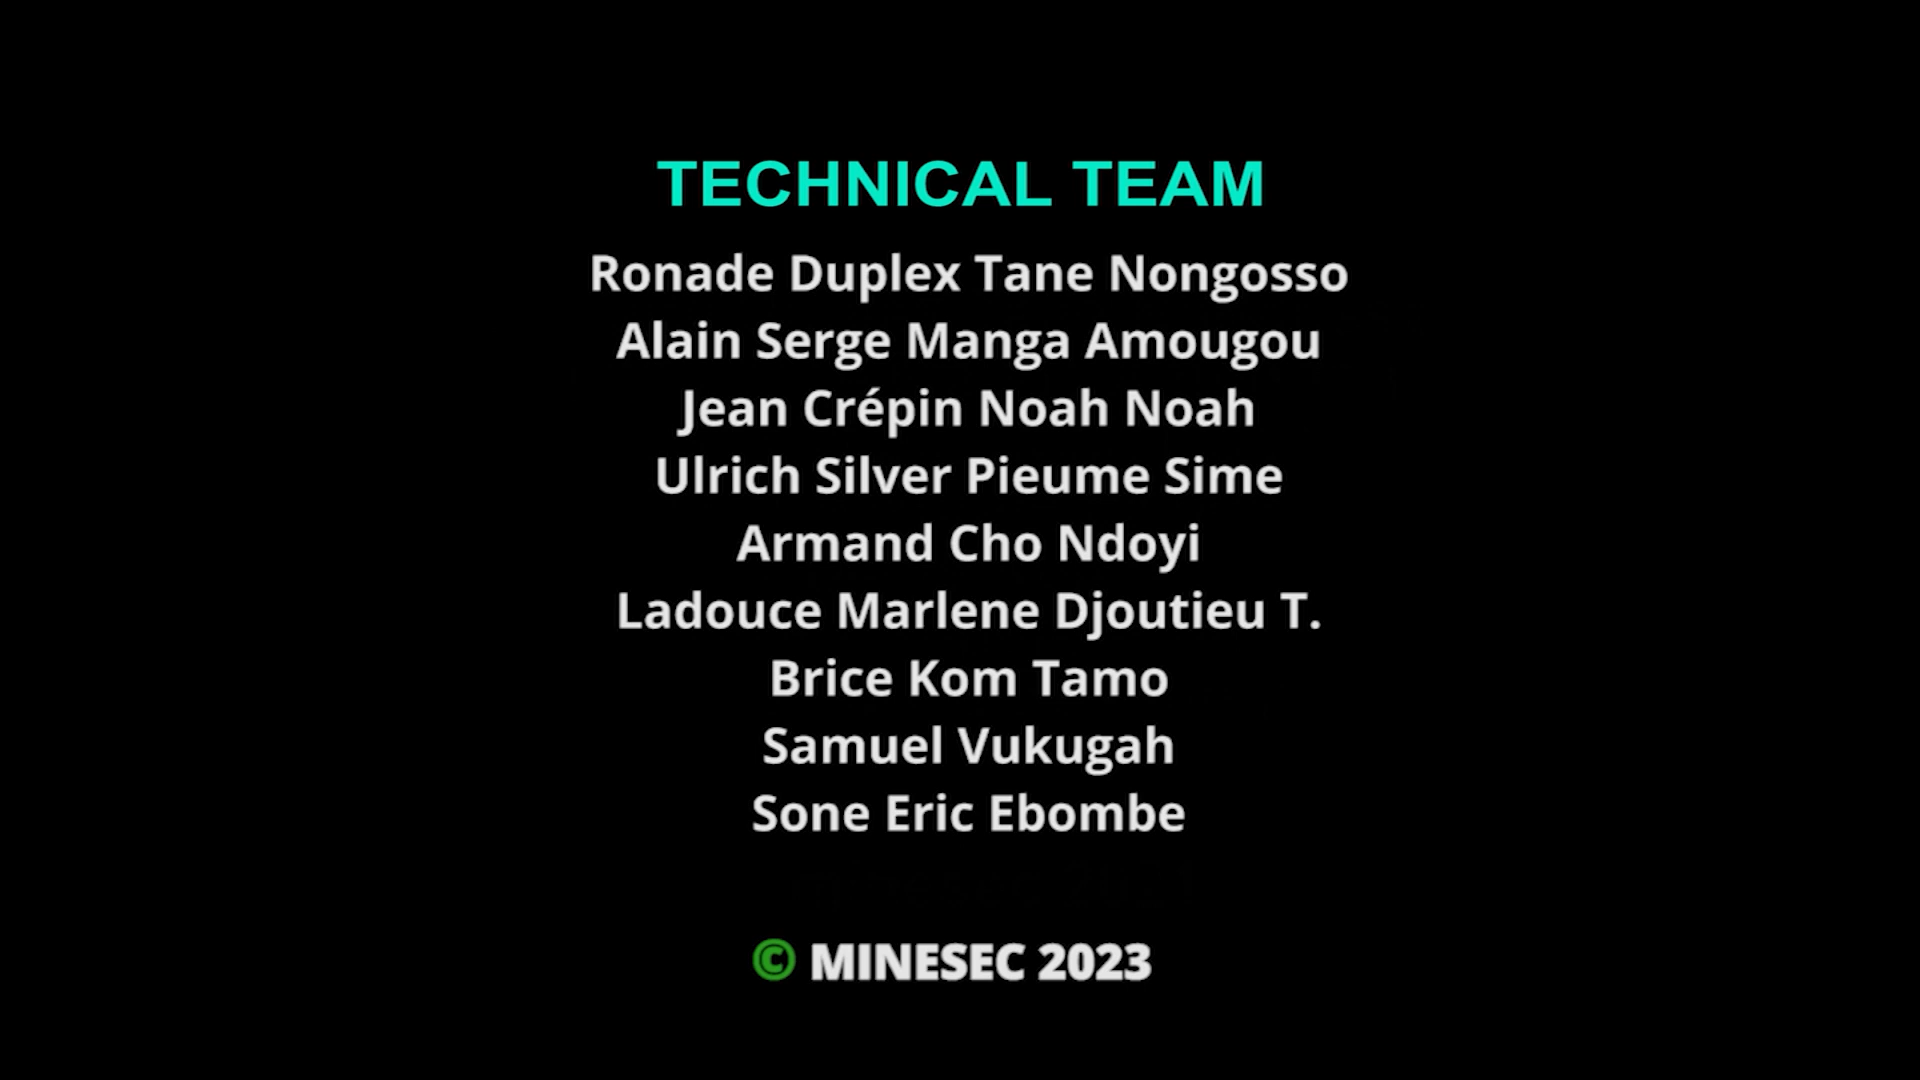 TECHNICAL TEAM
Ronade Duplex Tane Nongosso
Alain Serge Manga Amougou
Jean Crépin Noah Noah
Ulrich Silver Pieume Sime
Armand Cho Ndoyi
Ladouce Marlene Djoutieu T.
Brice Kom Tamo
Samuel Vukugah
Sone Eric Ebombe
© MINESEC 2023